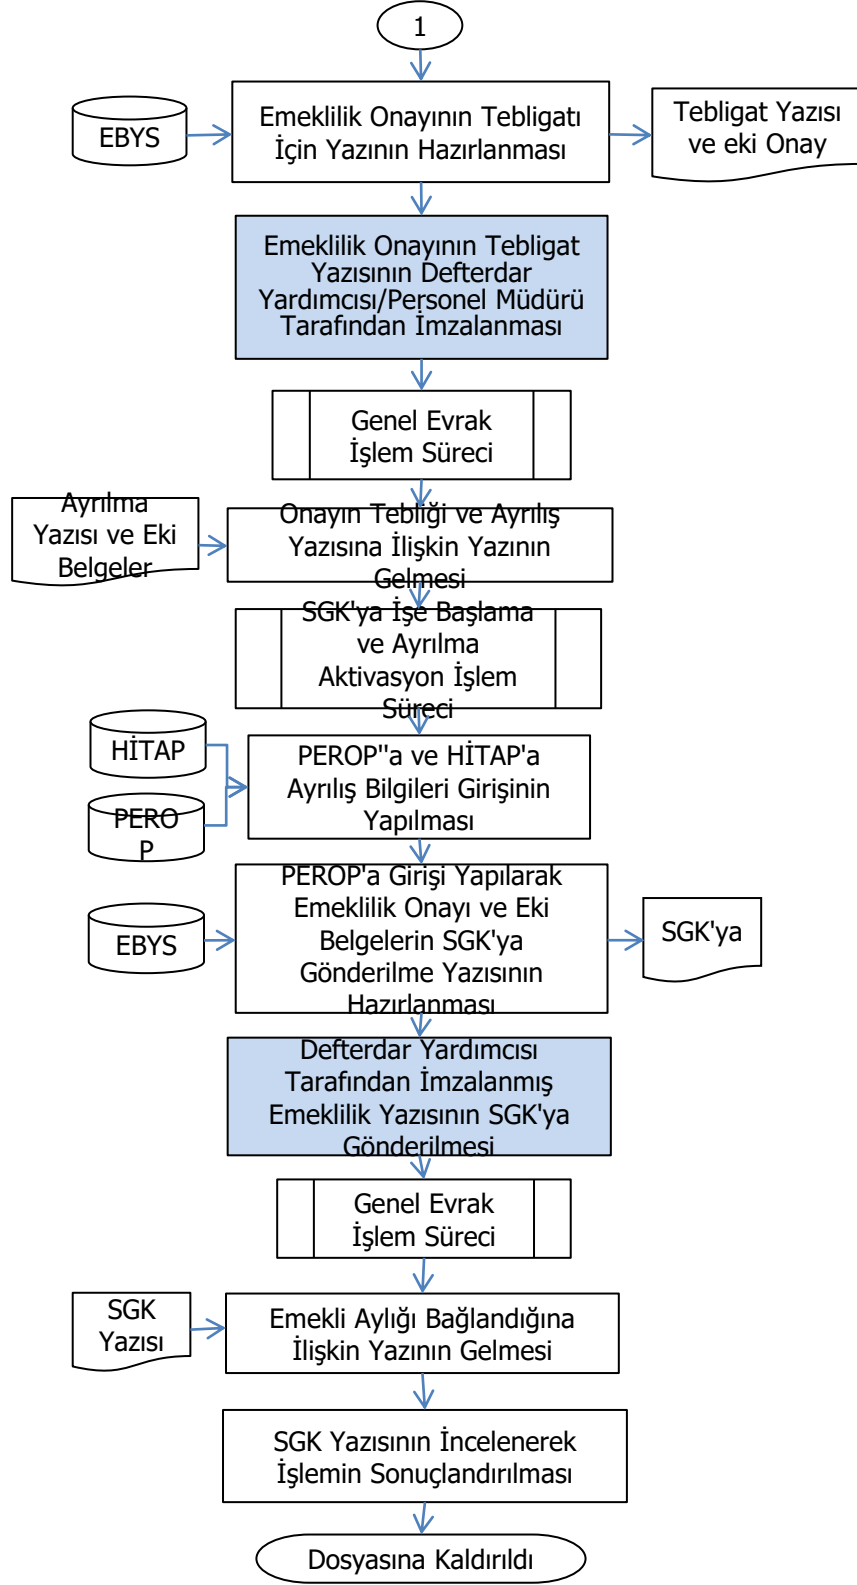 1
EBYS
Emeklilik Onayının Tebligatı
İçin Yazının Hazırlanması
Tebligat Yazısı
ve eki Onay
Emeklilik Onayının Tebligat
Yazısının Defterdar
Yardımcısı/Personel Müdürü
Tarafından İmzalanması
Genel Evrak
İşlem Süreci
Ayrılma
Yazısı ve Eki
Belgeler
Onayın Tebliği ve Ayrılış
Yazısına İlişkin Yazının
Gelmesi
SGK'ya İşe Başlama
ve Ayrılma
Aktivasyon İşlem
Süreci
HİTAP
PERO
P
PEROP''a ve HİTAP'a
Ayrılış Bilgileri Girişinin
Yapılması
EBYS
PEROP'a Girişi Yapılarak
Emeklilik Onayı ve Eki
Belgelerin SGK'ya
Gönderilme Yazısının
Hazırlanması
SGK'ya
Defterdar Yardımcısı
Tarafından İmzalanmış
Emeklilik Yazısının SGK'ya
Gönderilmesi
Genel Evrak
İşlem Süreci
SGK
Yazısı
Emekli Aylığı Bağlandığına
İlişkin Yazının Gelmesi
SGK Yazısının İncelenerek
İşlemin Sonuçlandırılması
Dosyasına Kaldırıldı